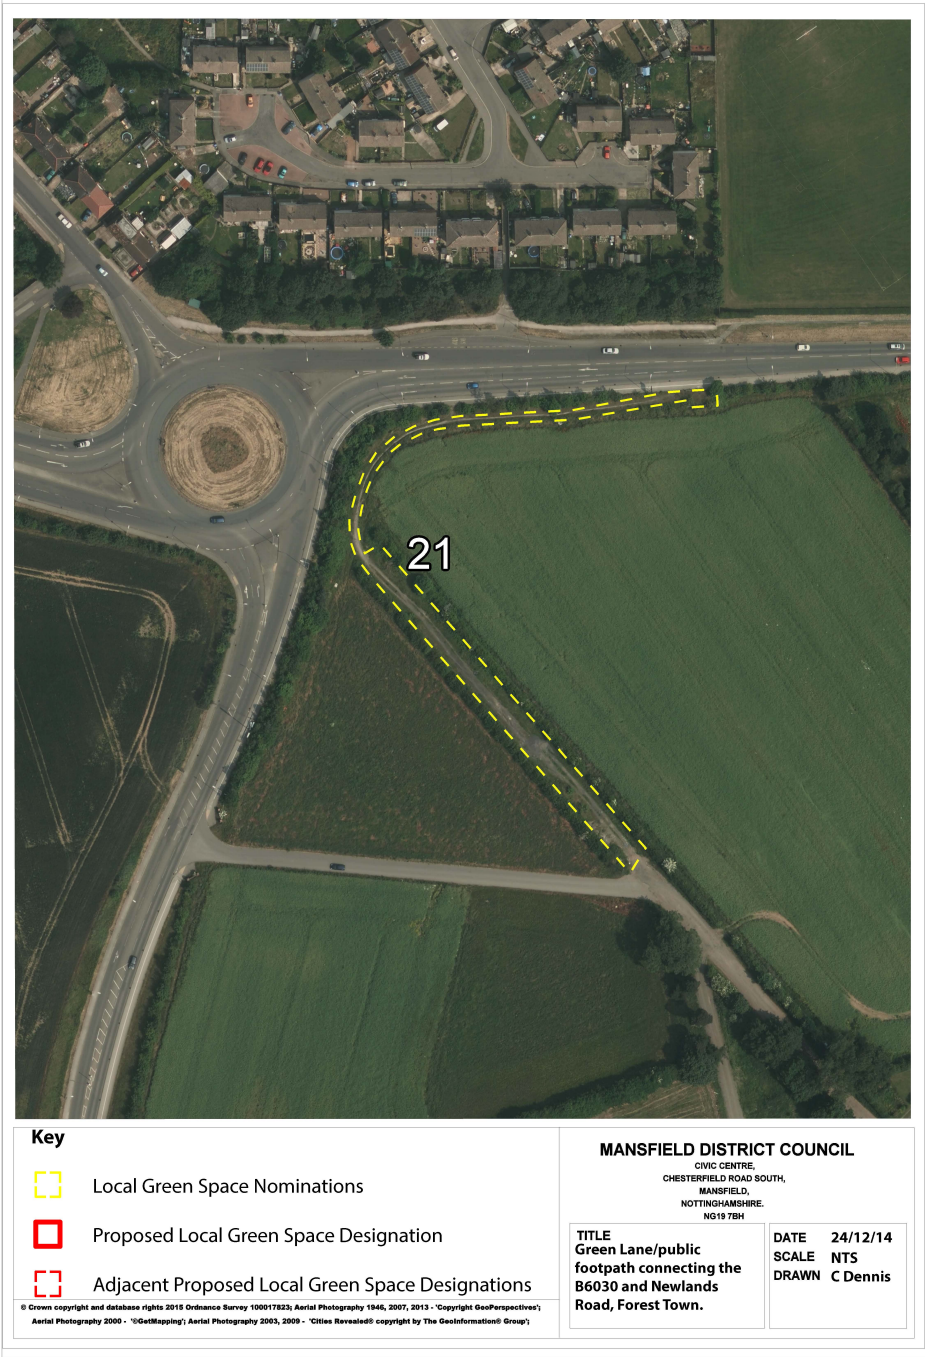 21
Key
Local Green Space Nominations
Proposed Local Green Space Designation
Adjacent Proposed Local Green Space Designations
© Crown copyright and database rights 2015 Ordnance Survey 100017823; Aerial Photography 1946, 2007, 2013 - 'Copyright GeoPerspectives';
Aerial Photography 2000 - '©GetMapping'; Aerial Photography 2003, 2009 - 'Cities Revealed® copyright by The GeoInformation® Group';
MANSFIELD DISTRICT COUNCIL
CIVIC CENTRE,
CHESTERFIELD ROAD SOUTH,
MANSFIELD,
NOTTINGHAMSHIRE.
NG19 7BH
TITLE
Green Lane/public
footpath connecting the
B6030 and Newlands
Road, Forest Town.
DATE 24/12/14
SCALE NTS
DRAWN C Dennis